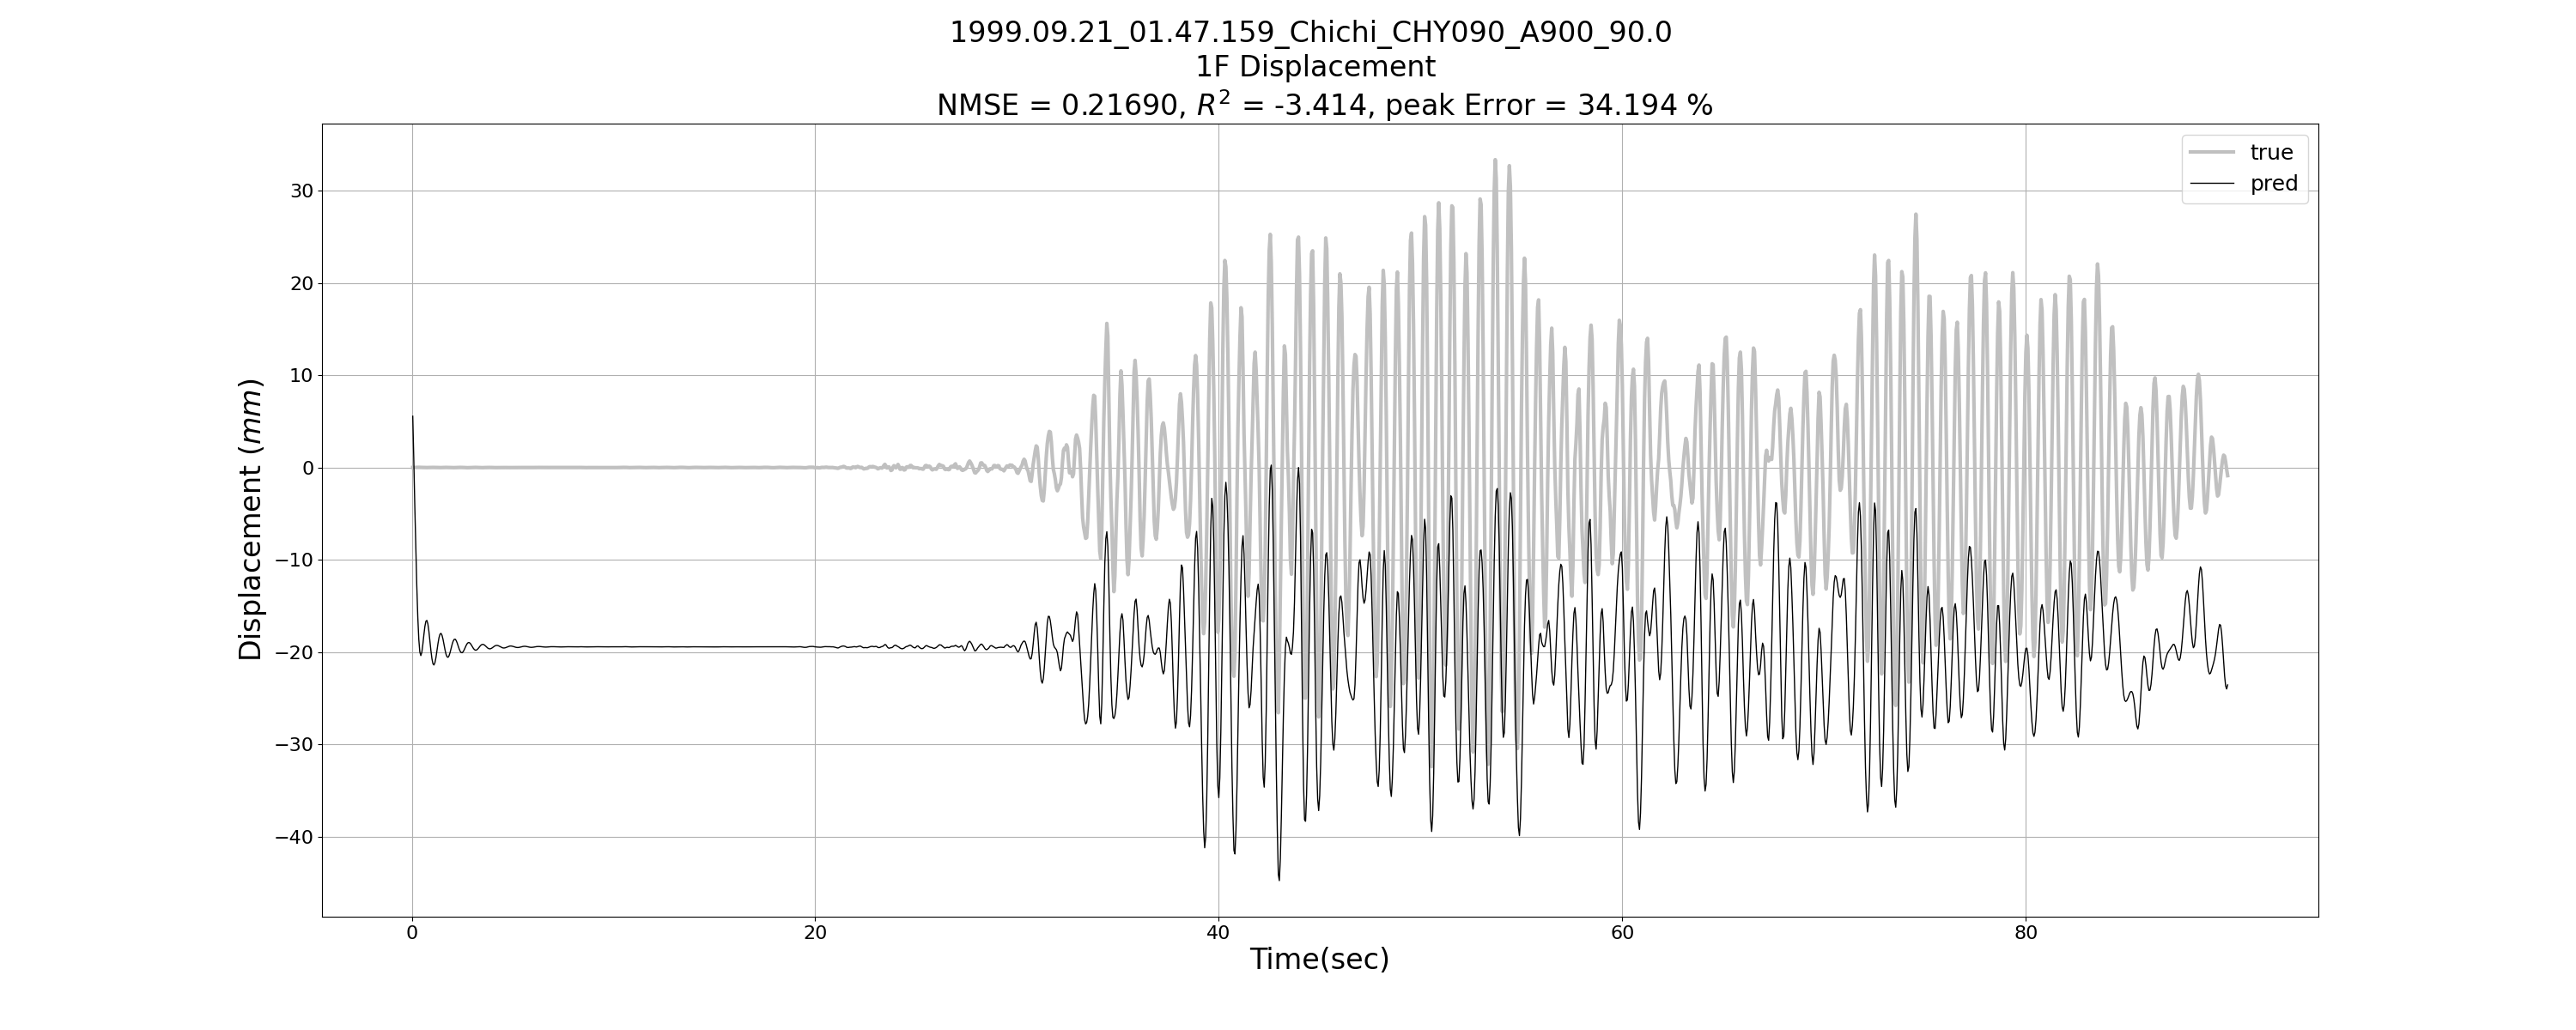 1999.09.21_01.47.159_Chichi_CHY090_A900_90.0
1F Displacement
NMSE = 0.21690, R² = -3.414, peak Error = 34.194 %
true
pred
Displacement (mm)
30
20
10
0
−10
−20
−30
−40
0 20 40 60 80
Time(sec)